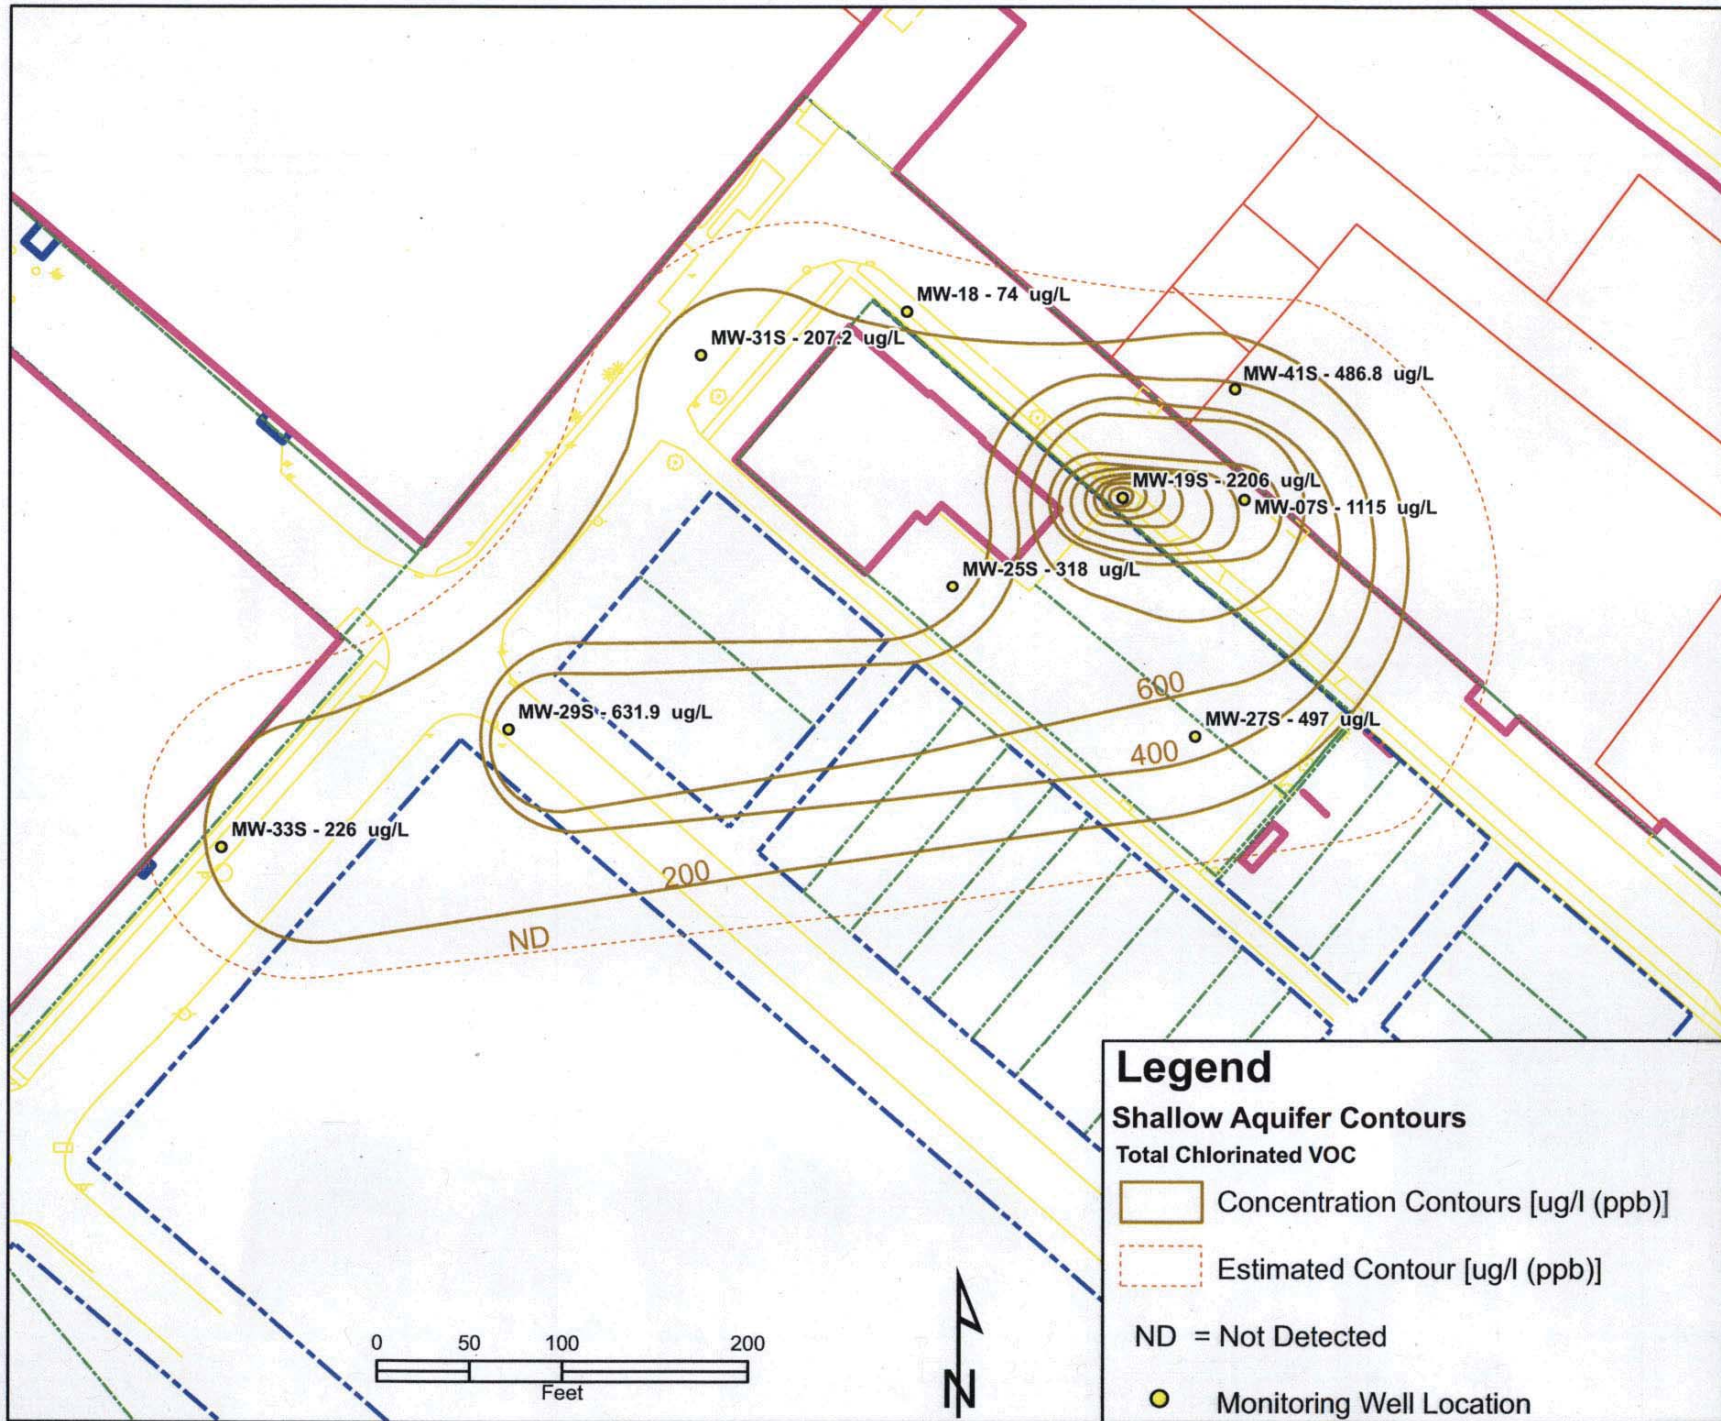 MW-18 - 74 ug/L
MW-31S - 207.2 ug/L
MW-41S - 486.8 ug/L
MW-19S - 2206 ug/L
MW-07S - 1115 ug/L
MW-25S - 318 ug/L
600
MW-29S - 631.9 ug/L
MW-27S - 497 ug/L
400
MW-33S - 226 ug/L
200
ND
Legend
Shallow Aquifer Contours
Total Chlorinated VOC
Concentration Contours [ug/l (ppb)]
Estimated Contour [ug/l (ppb)]
ND = Not Detected
Monitoring Well Location
0 50 100 200
Feet
N